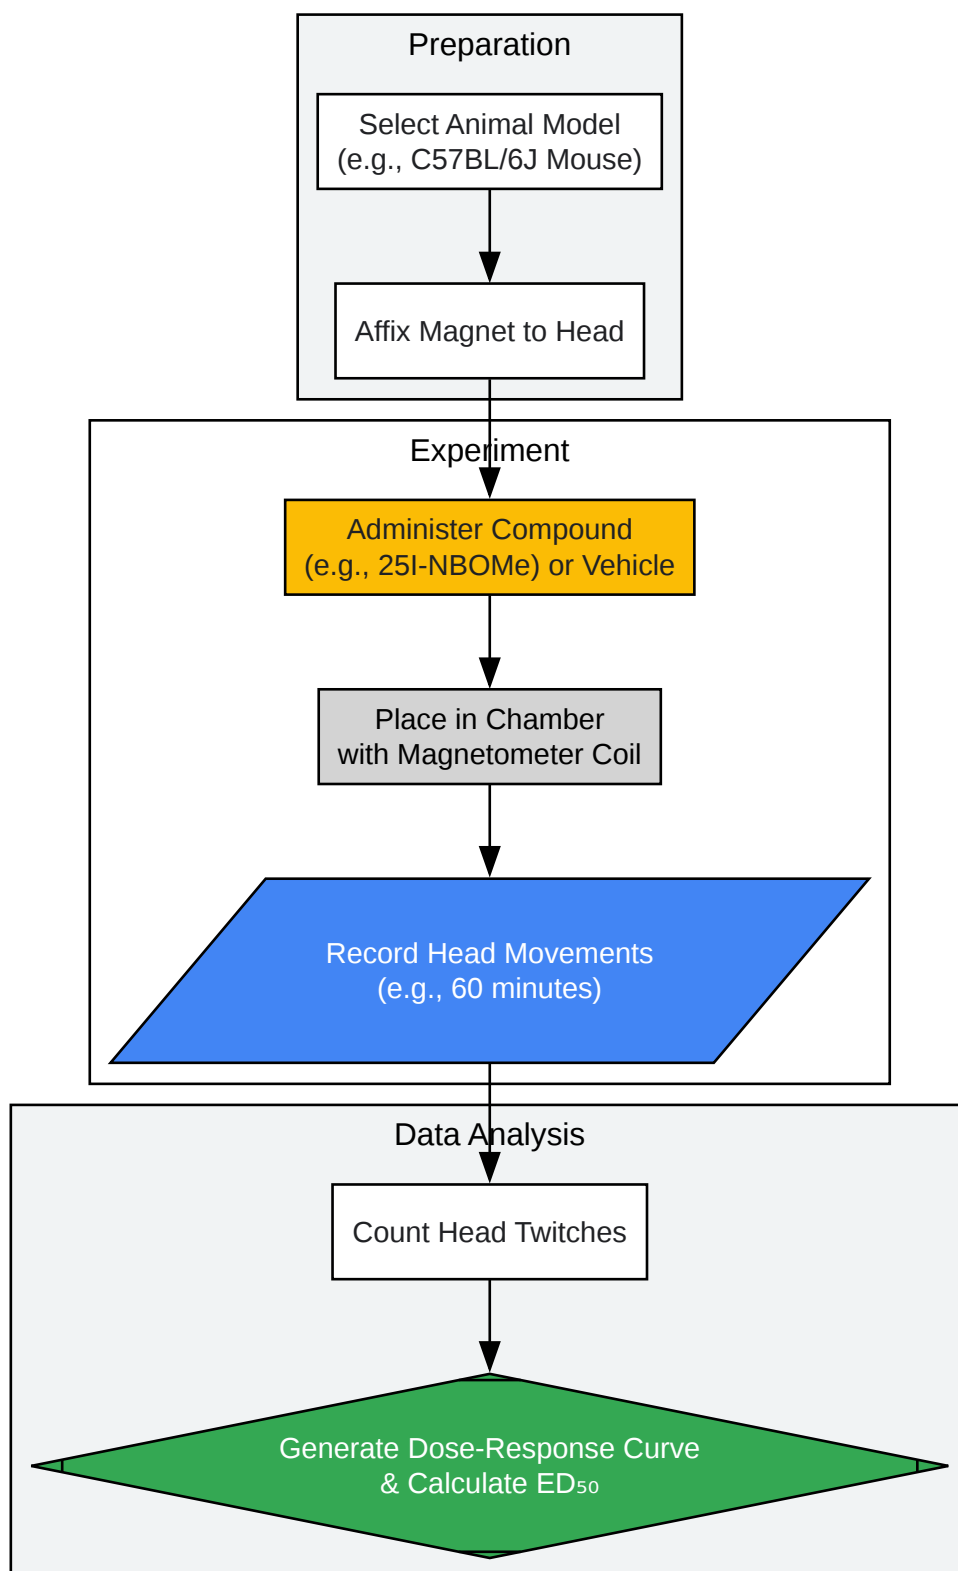 Preparation
Select Animal Model
(e.g., C57BL/6J Mouse)
Affix Magnet to Head
Experiment
Administer Compound
(e.g., 25I-NBOMe) or Vehicle
Place in Chamber
with Magnetometer Coil
Record Head Movements
(e.g., 60 minutes)
Data Analysis
Count Head Twitches
Generate Dose-Response Curve
& Calculate ED₅₀